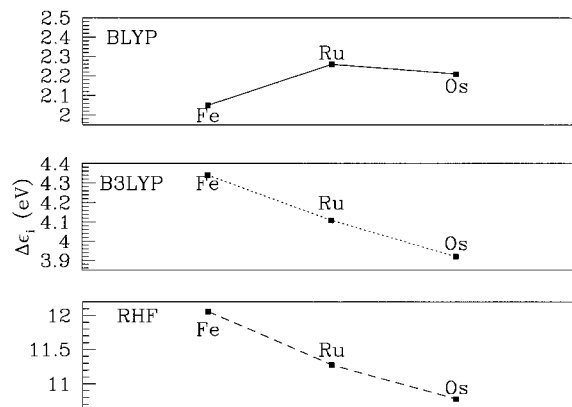 2.5
BLYP
2.4
2.3
Ru
2.2
Os
2.1
2
Fe
4.4
4.3
B3LYP
Fe
4.2
Ru
4.1
4
Os
3.9
Δϵi (eV)
12
RHF
Fe
11.5
Ru
11
Os